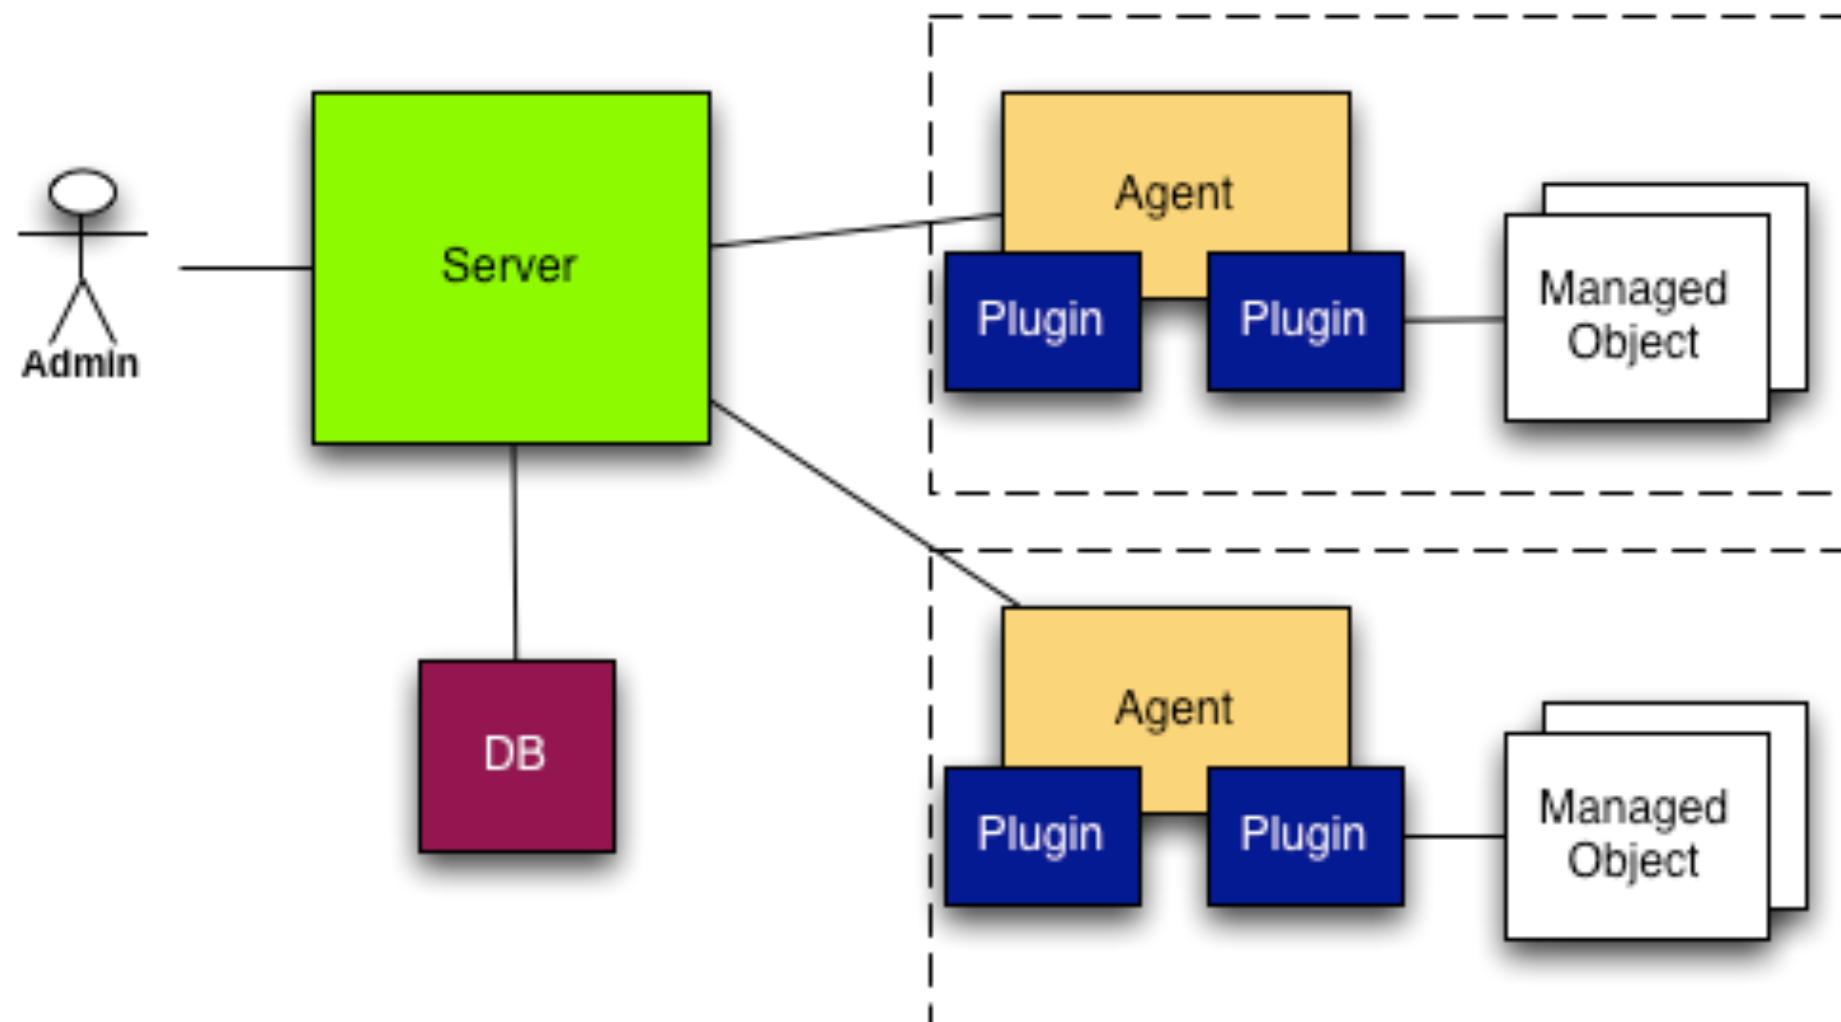 Admin
Server
DB
Agent
Plugin
Plugin
Managed
Object
Agent
Plugin
Plugin
Managed
Object